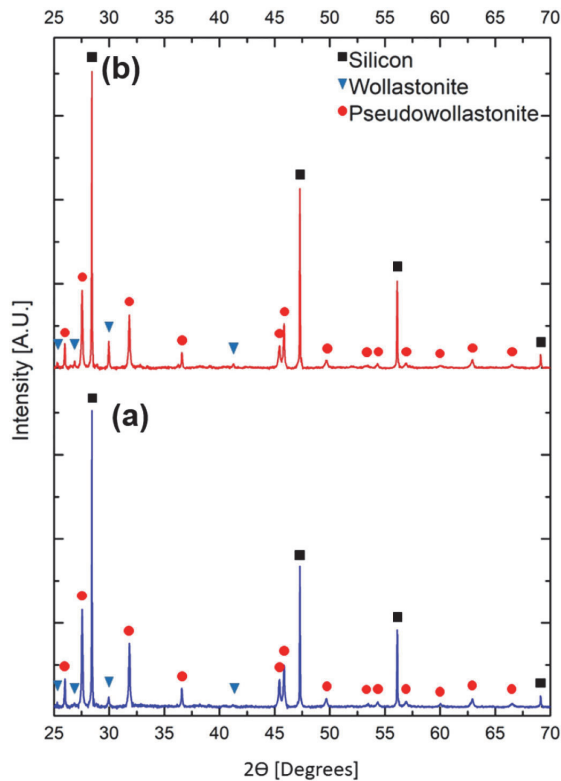 25 30 35 40 45 50 55 60 65 70
(b)
Silicon
Wollastonite
Pseudowollastonite
Intensity [A.U.]
(a)
25 30 35 40 45 50 55 60 65 70
2Θ [Degrees]